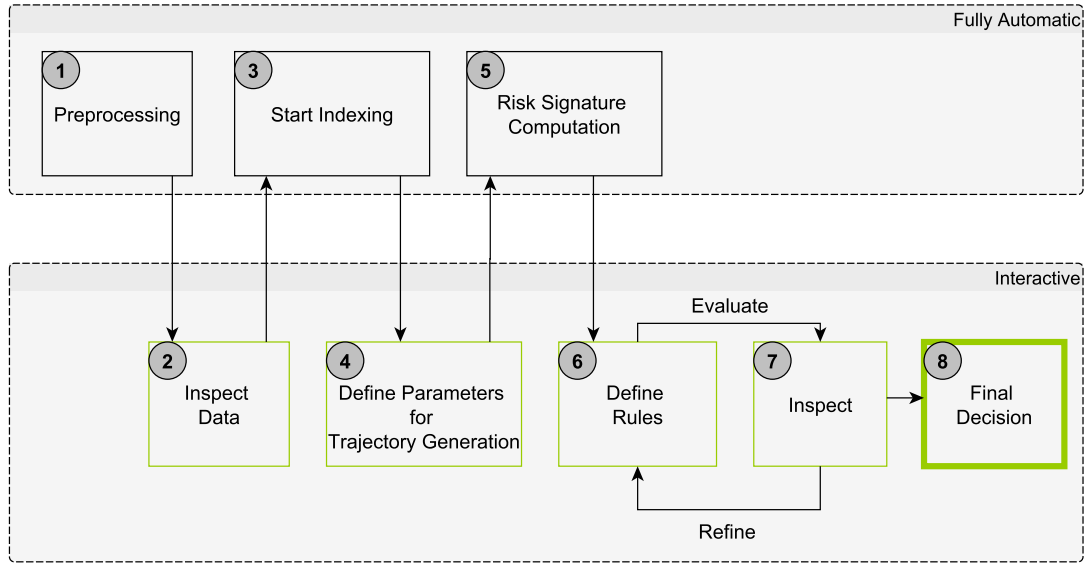 Fully Automatic
1
Preprocessing
3
Start Indexing
5
Risk Signature
Computation
Interactive
2
Inspect
Data
4
Define Parameters
for
Trajectory Generation
6
Define
Rules
Evaluate
7
Inspect
Refine
8
Final
Decision